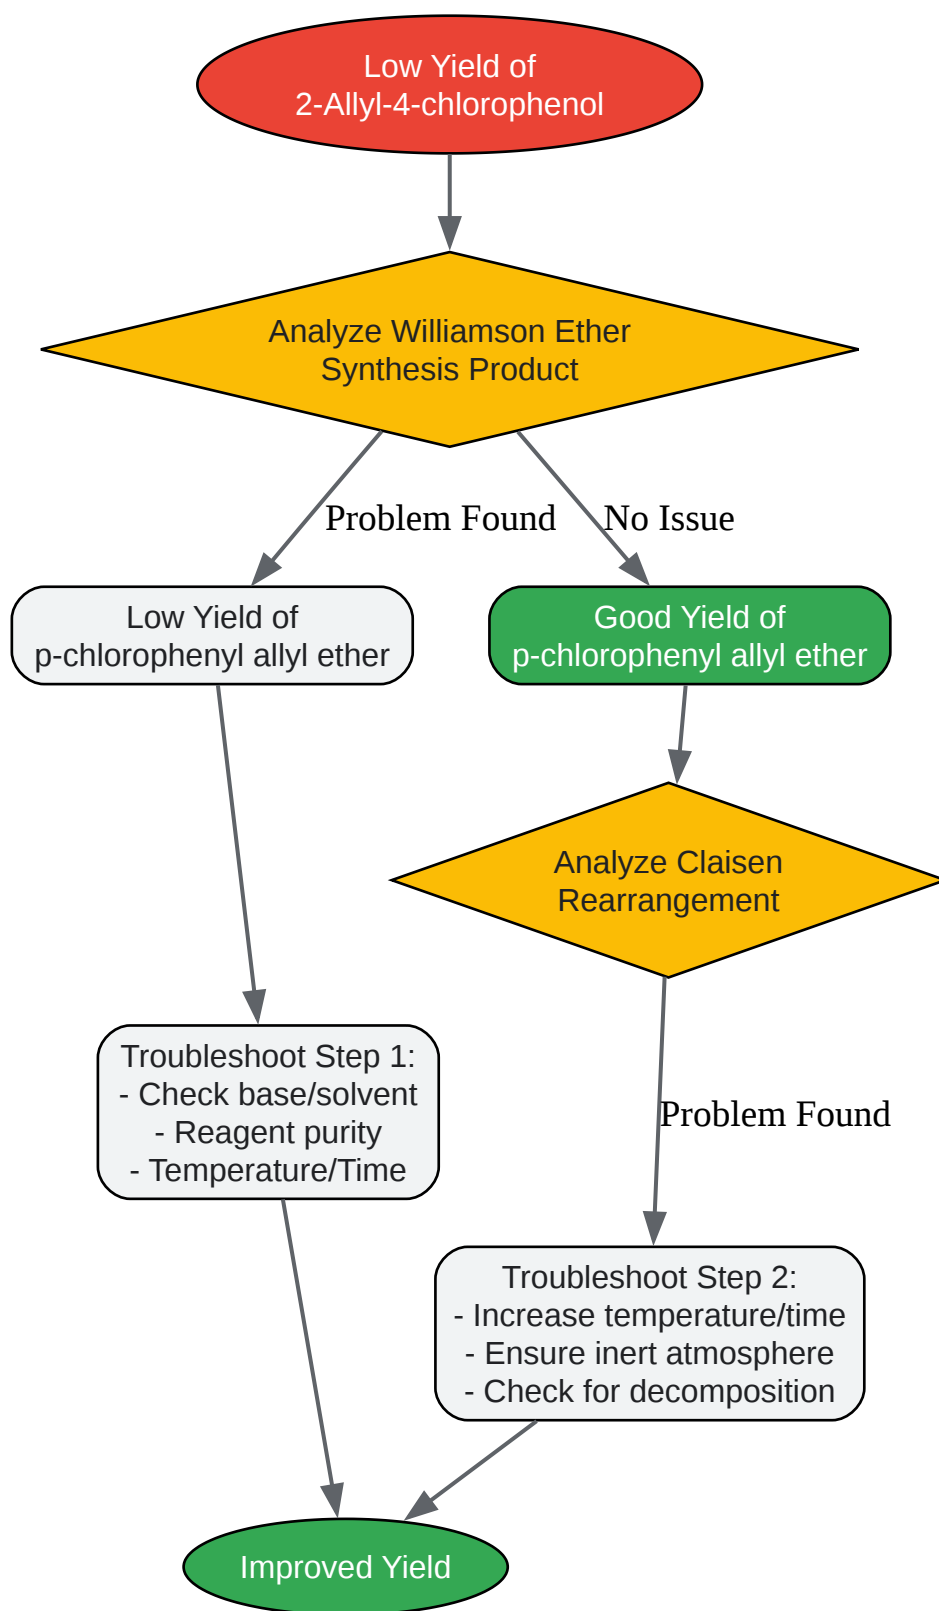 Low Yield of
2-Allyl-4-chlorophenol
Analyze Williamson Ether
Synthesis Product
Problem Found
No Issue
Low Yield of
p-chlorophenyl allyl ether
Good Yield of
p-chlorophenyl allyl ether
Analyze Claisen
Rearrangement
Troubleshoot Step 1:
- Check base/solvent
- Reagent purity
- Temperature/Time
Problem Found
Troubleshoot Step 2:
- Increase temperature/time
- Ensure inert atmosphere
- Check for decomposition
Improved Yield